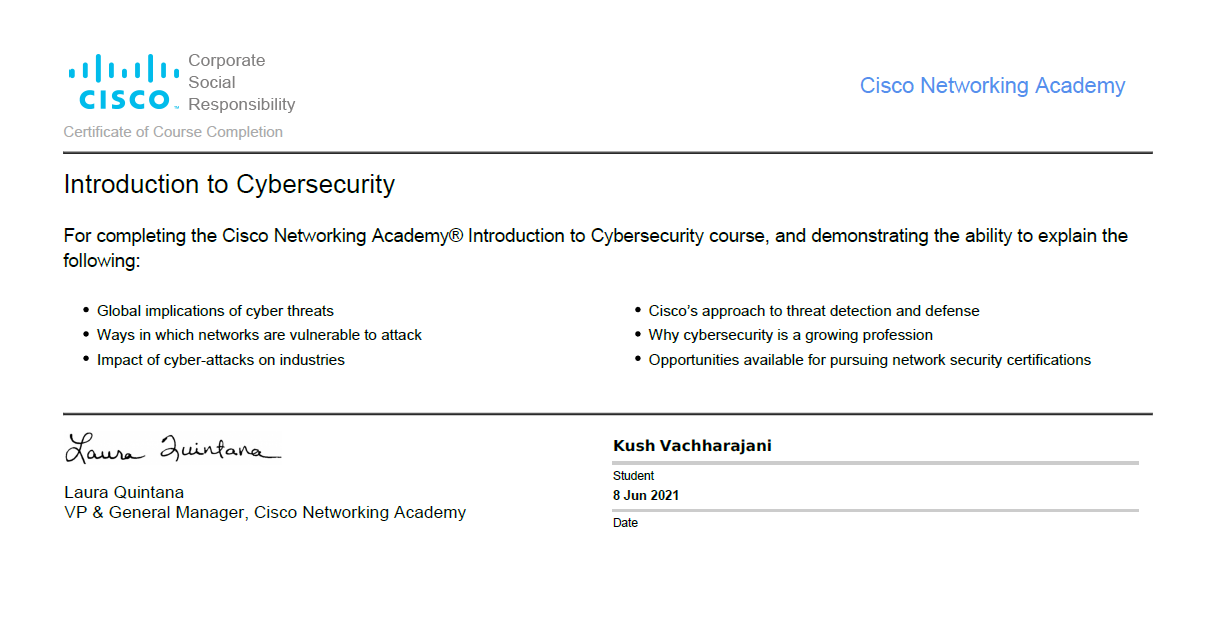 Corporate
Social
Responsibility
CISCO
Certificate of Course Completion
Cisco Networking Academy
Introduction to Cybersecurity
For completing the Cisco Networking Academy® Introduction to Cybersecurity course, and demonstrating the ability to explain the
following:
• Global implications of cyber threats
• Ways in which networks are vulnerable to attack
• Impact of cyber-attacks on industries
• Cisco’s approach to threat detection and defense
• Why cybersecurity is a growing profession
• Opportunities available for pursuing network security certifications
Laura Quintana
Laura Quintana
VP & General Manager, Cisco Networking Academy
Kush Vachharajani
Student
8 Jun 2021
Date